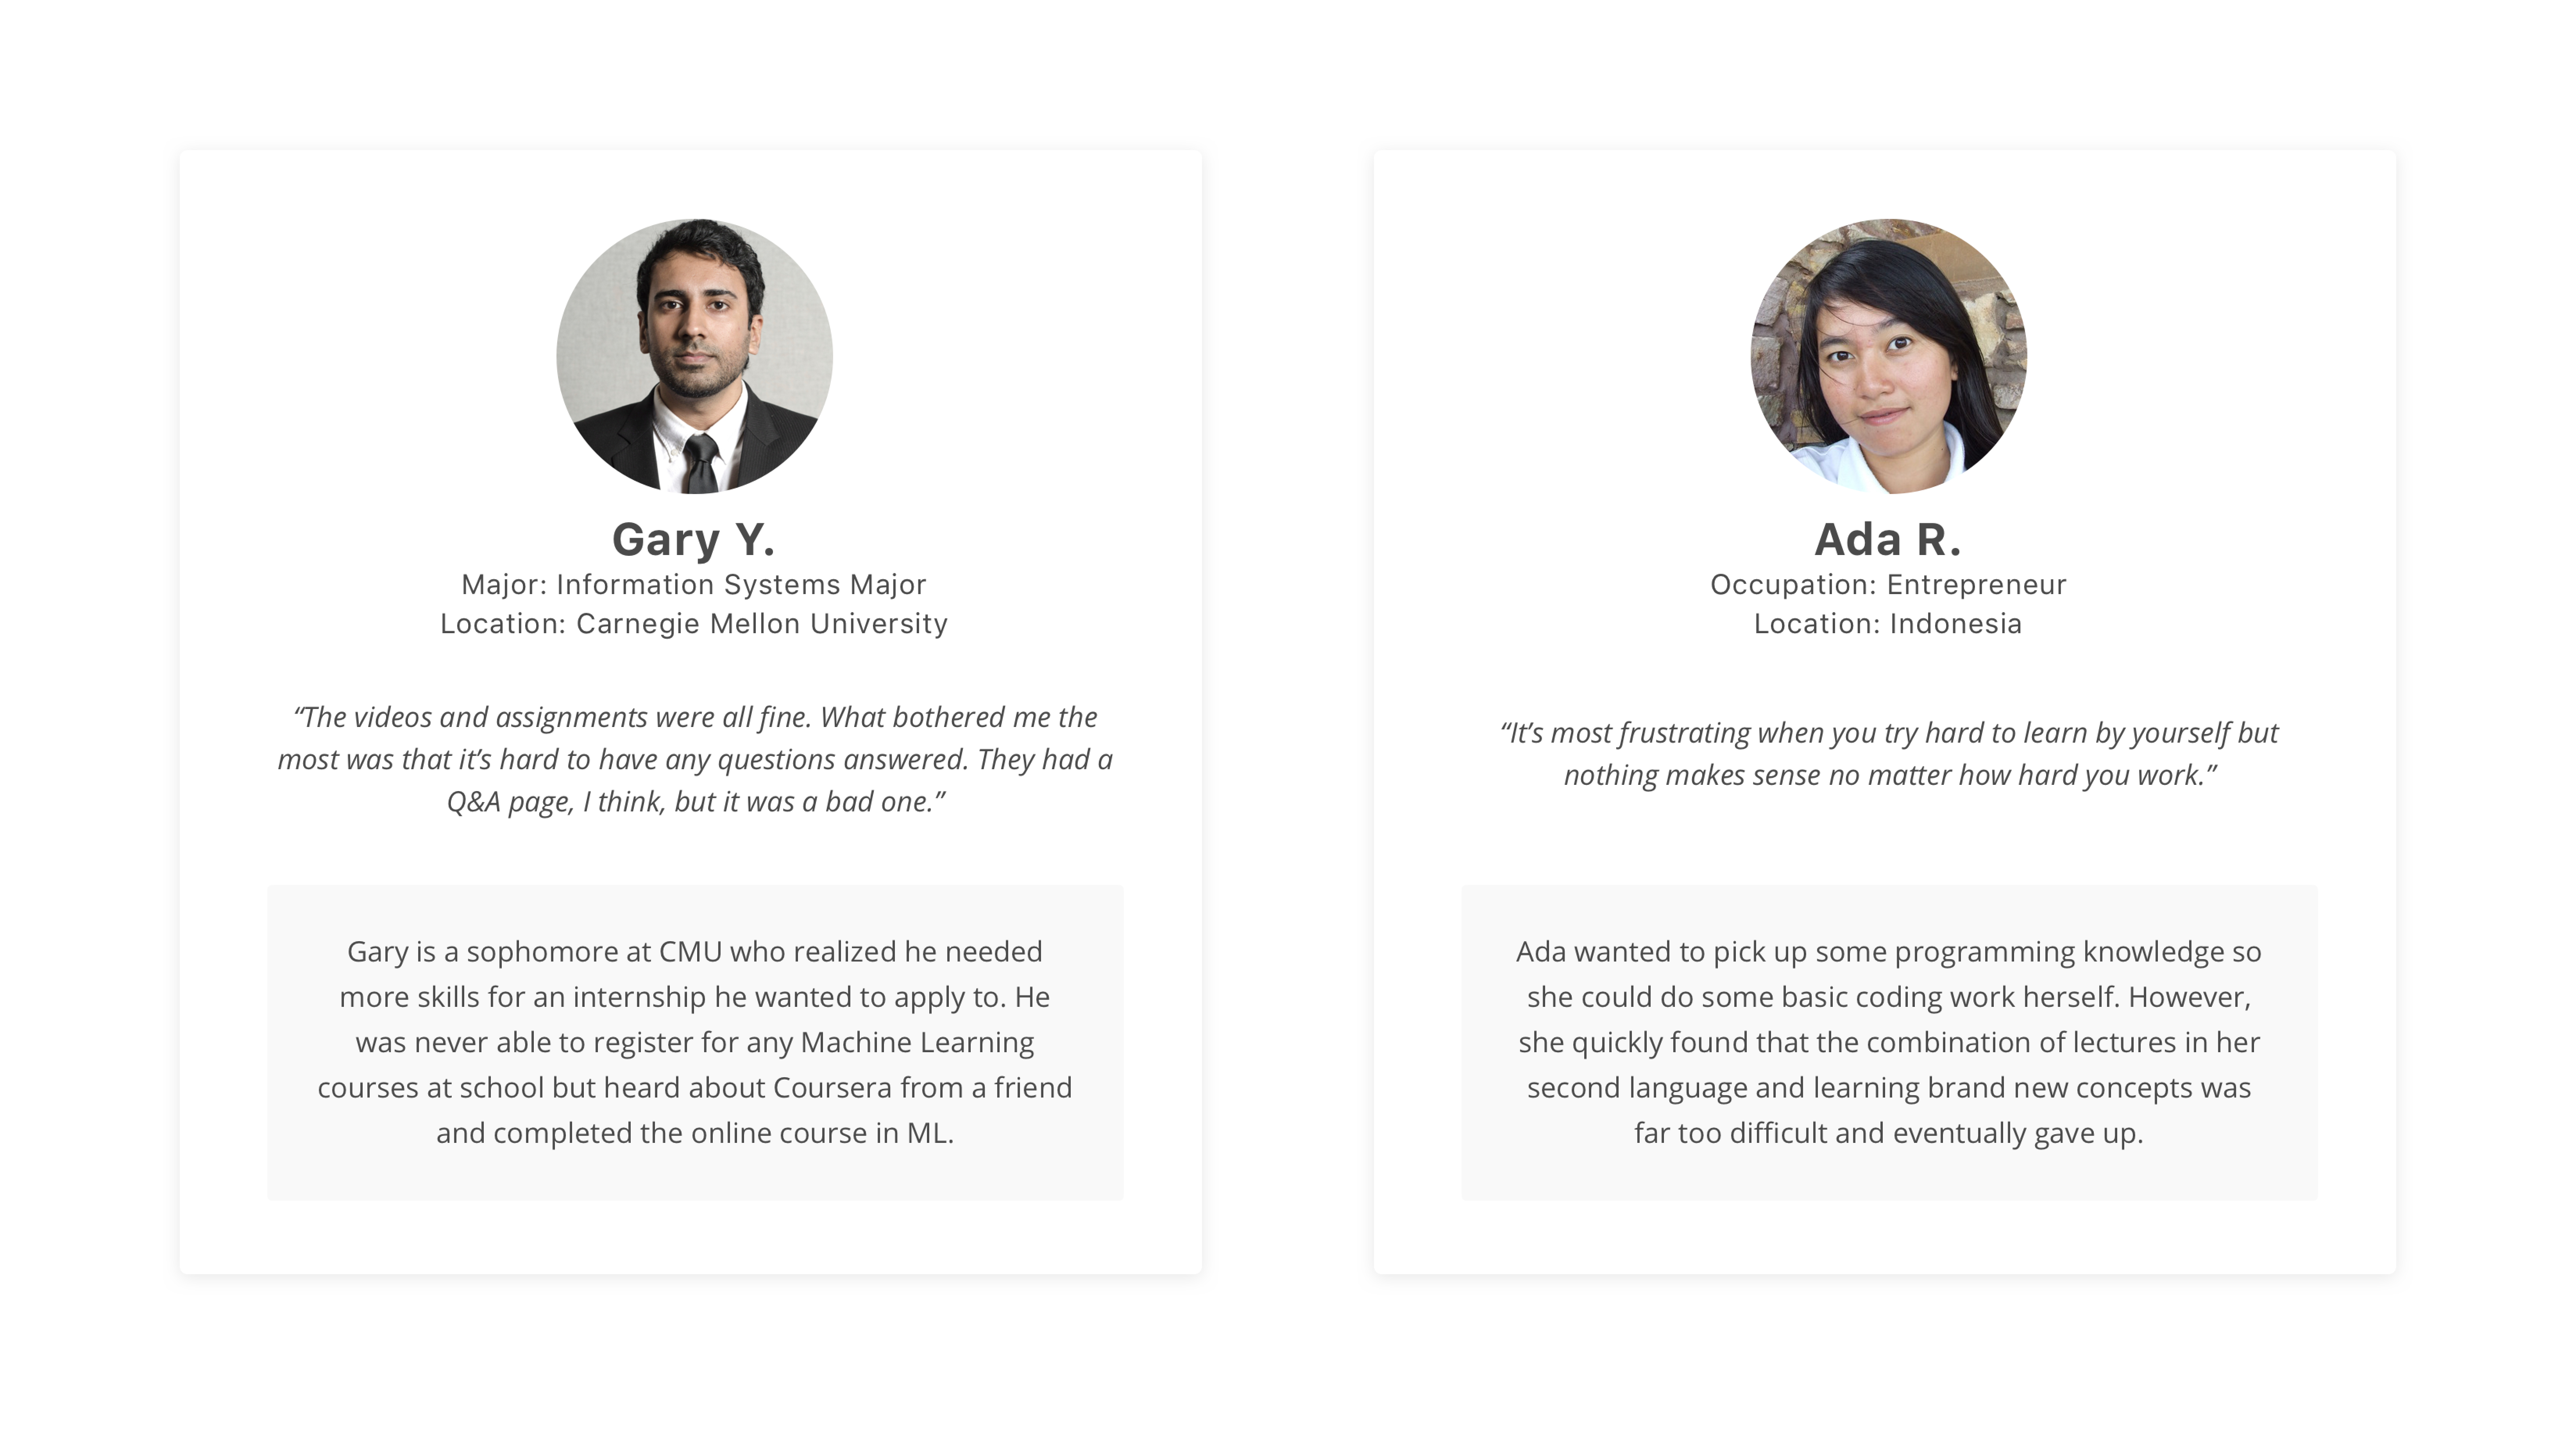 Gary Y.
Major: Information Systems Major
Location: Carnegie Mellon University
“The videos and assignments were all fine. What bothered me the
most was that it’s hard to have any questions answered. They had a
Q&A page, I think, but it was a bad one.”
Gary is a sophomore at CMU who realized he needed
more skills for an internship he wanted to apply to. He
was never able to register for any Machine Learning
courses at school but heard about Coursera from a friend
and completed the online course in ML.
Ada R.
Occupation: Entrepreneur
Location: Indonesia
“It’s most frustrating when you try hard to learn by yourself but
nothing makes sense no matter how hard you work.”
Ada wanted to pick up some programming knowledge so
she could do some basic coding work herself. However,
she quickly found that the combination of lectures in her
second language and learning brand new concepts was
far too difficult and eventually gave up.